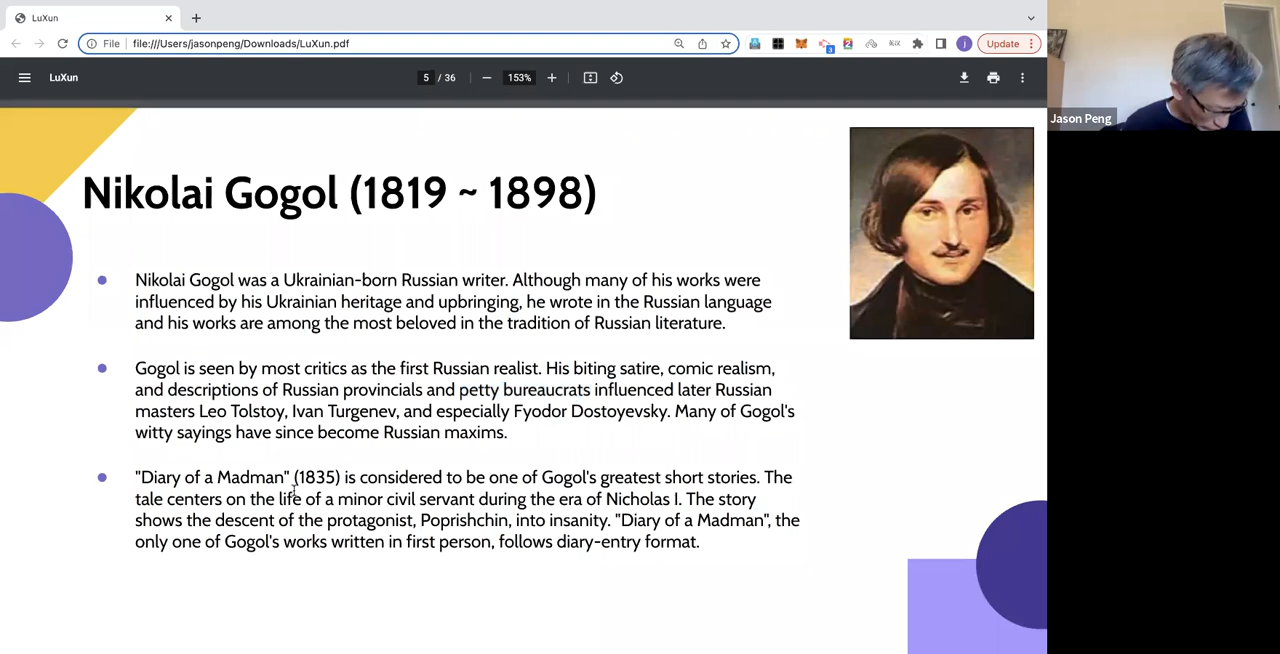 LuXun
File
file:///Users/jasonpeng/Downloads/LuXun.pdf
3
2
j
Update
LuXun
5 / 36
153%
Jason Peng
Nikolai Gogol (1819 ~ 1898)
Nikolai Gogol was a Ukrainian-born Russian writer. Although many of his works were
influenced by his Ukrainian heritage and upbringing, he wrote in the Russian language
and his works are among the most beloved in the tradition of Russian literature.
Gogol is seen by most critics as the first Russian realist. His biting satire, comic realism,
and descriptions of Russian provincials and petty bureaucrats influenced later Russian
masters Leo Tolstoy, Ivan Turgenev, and especially Fyodor Dostoyevsky. Many of Gogol's
witty sayings have since become Russian maxims.
"Diary of a Madman" (1835) is considered to be one of Gogol's greatest short stories. The
tale centers on the life of a minor civil servant during the era of Nicholas I. The story
shows the descent of the protagonist, Poprishchin, into insanity. "Diary of a Madman", the
only one of Gogol's works written in first person, follows diary-entry format.